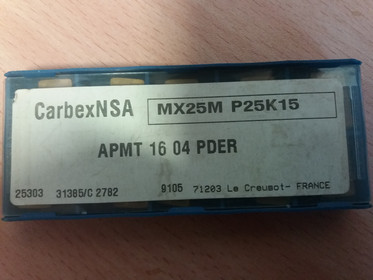 CarbexNSA MX25M P25K15
APMT 16 04 PDER
25303 31385/C 2782 9105 71203 Le Creusot- FRANCE